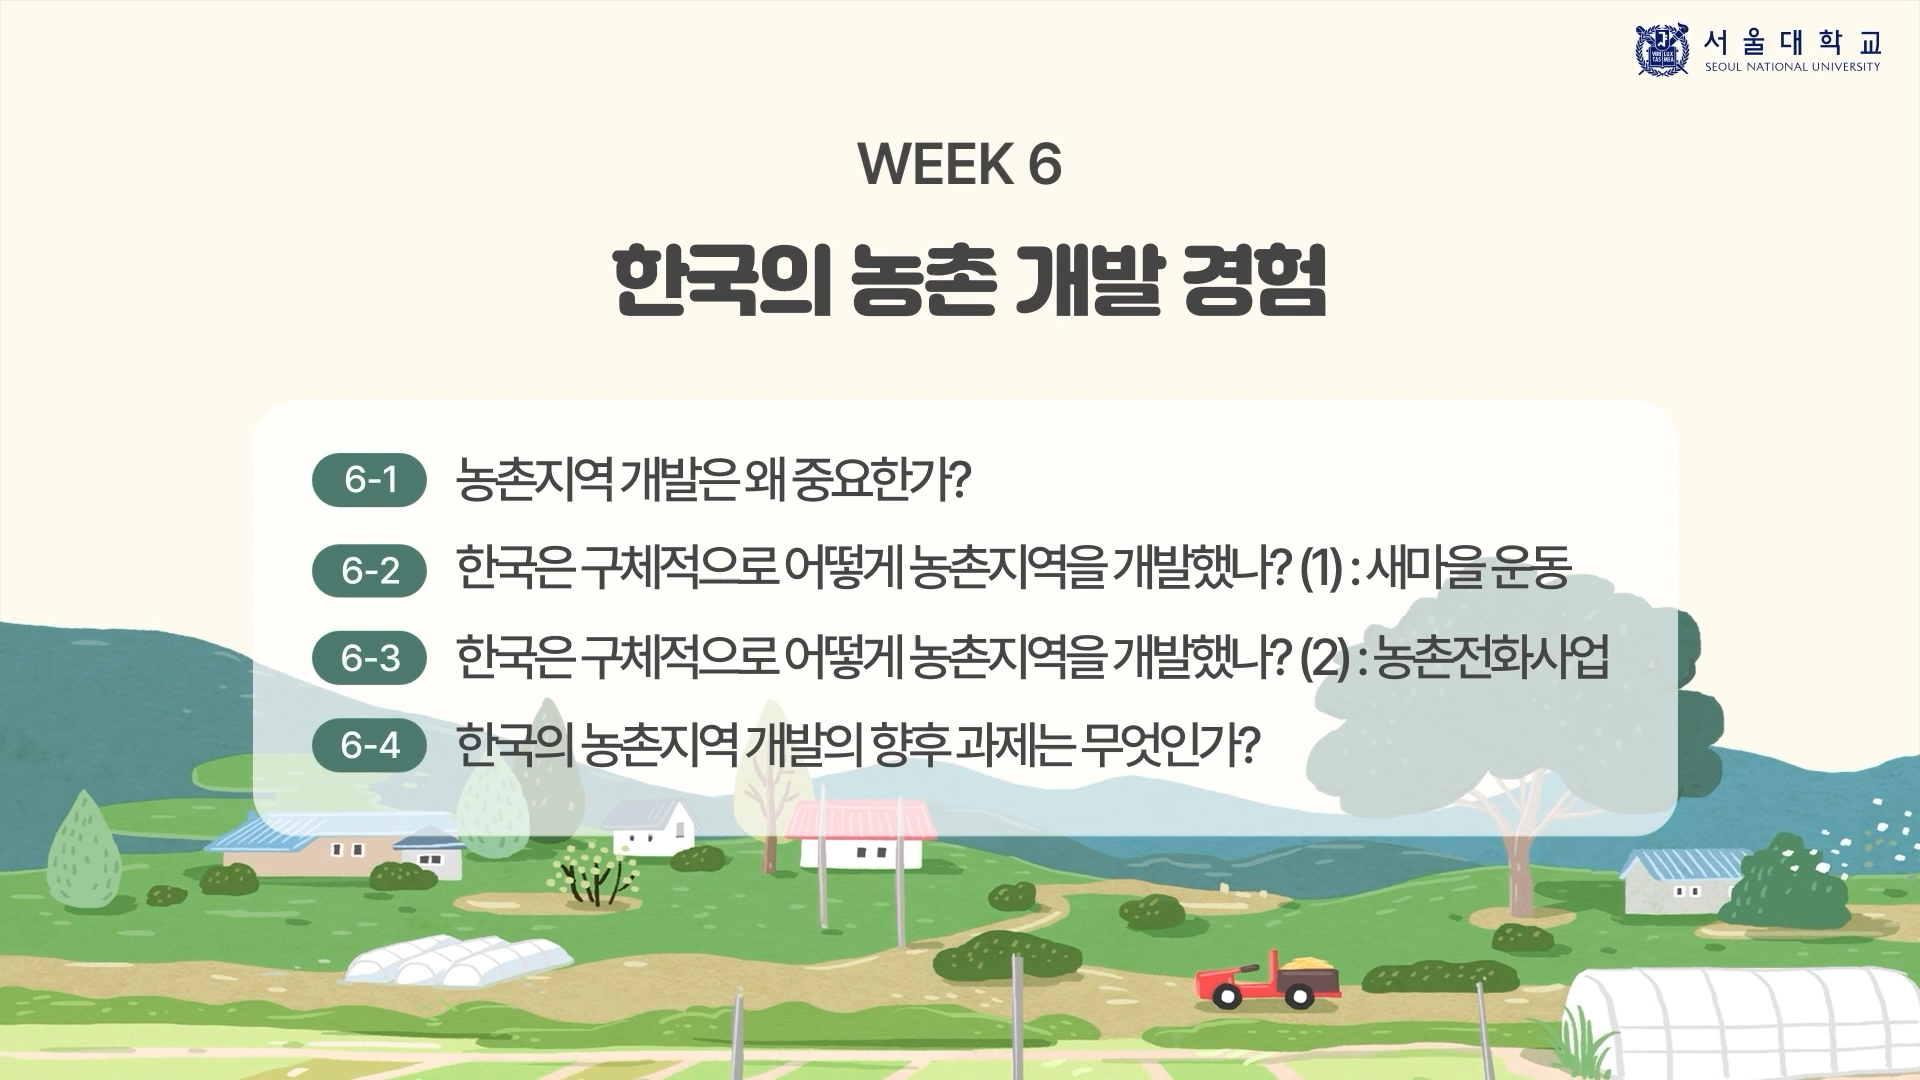 서울대학교
SEOUL NATIONAL UNIVERSITY
WEEK 6
한국의 농촌 개발 경험
6-1 농촌지역 개발은 왜 중요한가?
6-2 한국은 구체적으로 어떻게 농촌지역을 개발했나? (1) : 새마을 운동
6-3 한국은 구체적으로 어떻게 농촌지역을 개발했나? (2) : 농촌전화사업
6-4 한국의 농촌지역 개발의 향후 과제는 무엇인가?